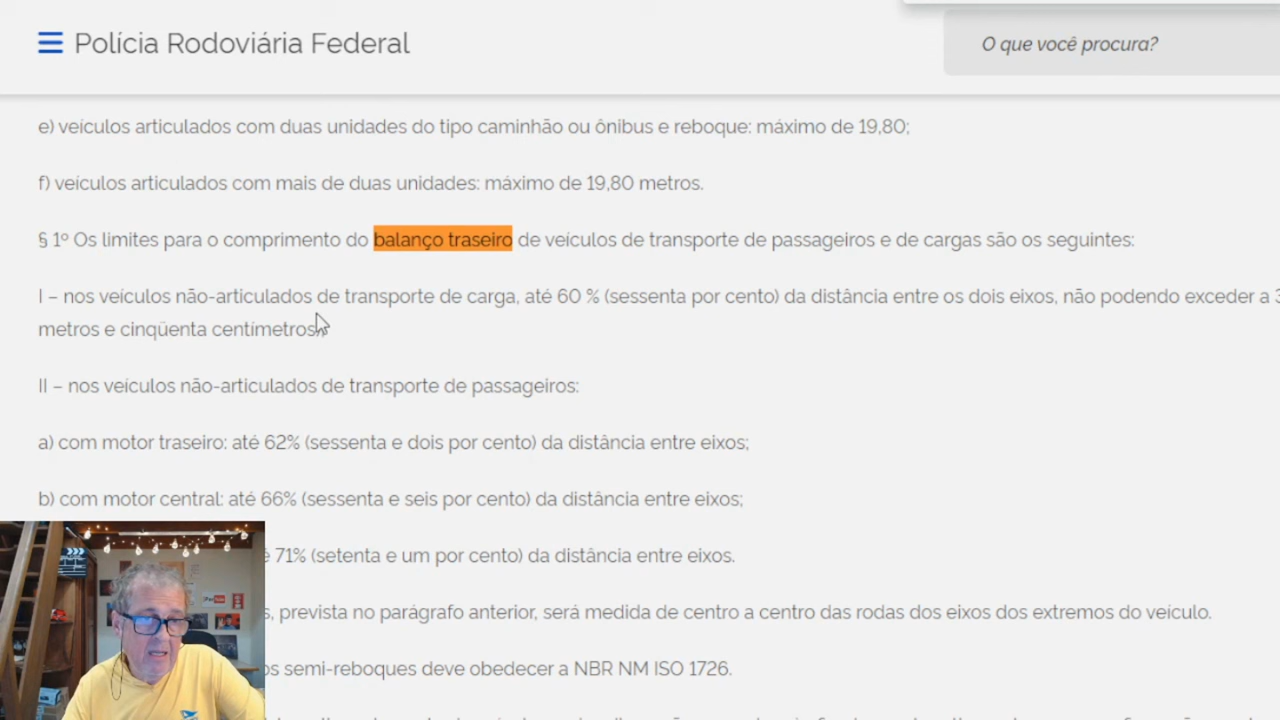 Polícia Rodoviária Federal
O que você procura?
e) veículos articulados com duas unidades do tipo caminhão ou ônibus e reboque: máximo de 19,80;
f) veículos articulados com mais de duas unidades: máximo de 19,80 metros.
§ 1º Os limites para o comprimento do balanço traseiro de veículos de transporte de passageiros e de cargas são os seguintes:
I – nos veículos não-articulados de transporte de carga, até 60 % (sessenta por cento) da distância entre os dois eixos, não podendo exceder a 3
metros e cinqüenta centímetros;
II – nos veículos não-articulados de transporte de passageiros:
a) com motor traseiro: até 62% (sessenta e dois por cento) da distância entre eixos;
b) com motor central: até 66% (sessenta e seis por cento) da distância entre eixos;
71% (setenta e um por cento) da distância entre eixos.
prevista no parágrafo anterior, será medida de centro a centro das rodas dos eixos dos extremos do veículo.
semi-reboques deve obedecer a NBR NM ISO 1726.